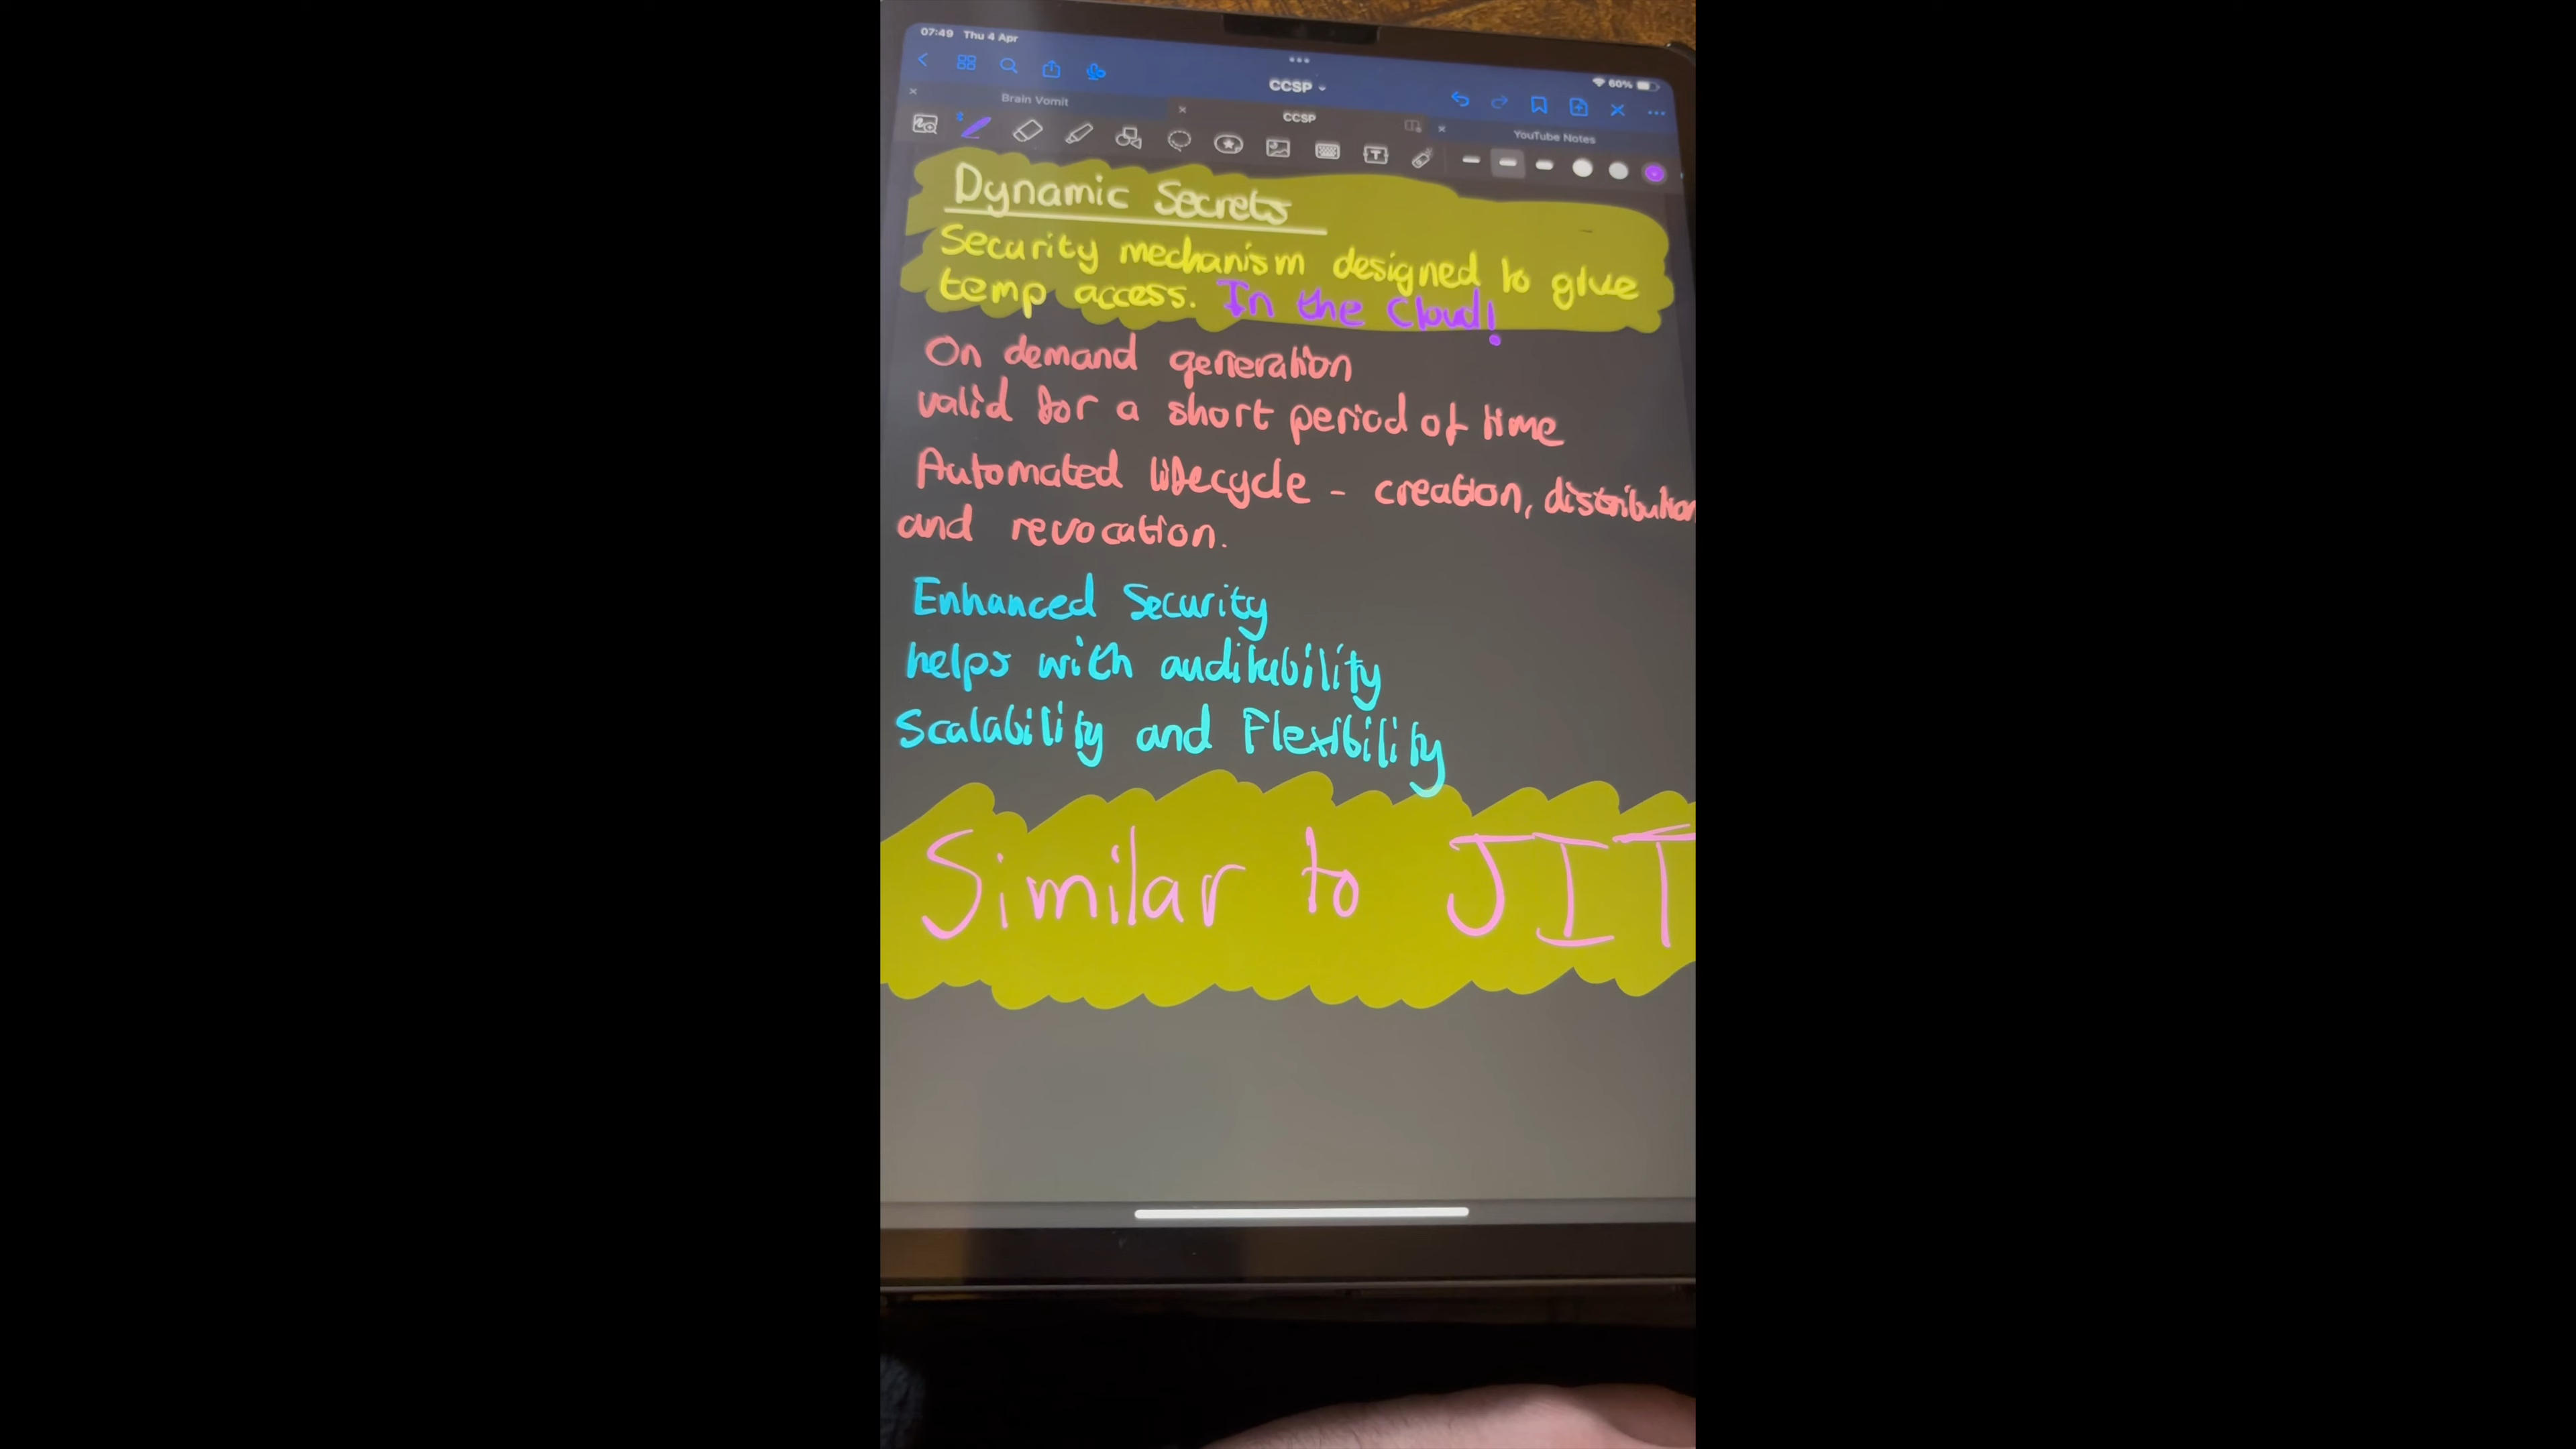 07:49 Thu 4 Apr
60%
CCSP
Brain Vomit
CCSP
YouTube Notes
Dynamic Secrets
Security mechanism designed to give
temp access. In the Cloud!
On demand generation
valid for a short period of time
Automated lifecycle - creation, distribution
and revocation.
Enhanced Security
helps with auditability
Scalability and Flexibility
Similar to JIT